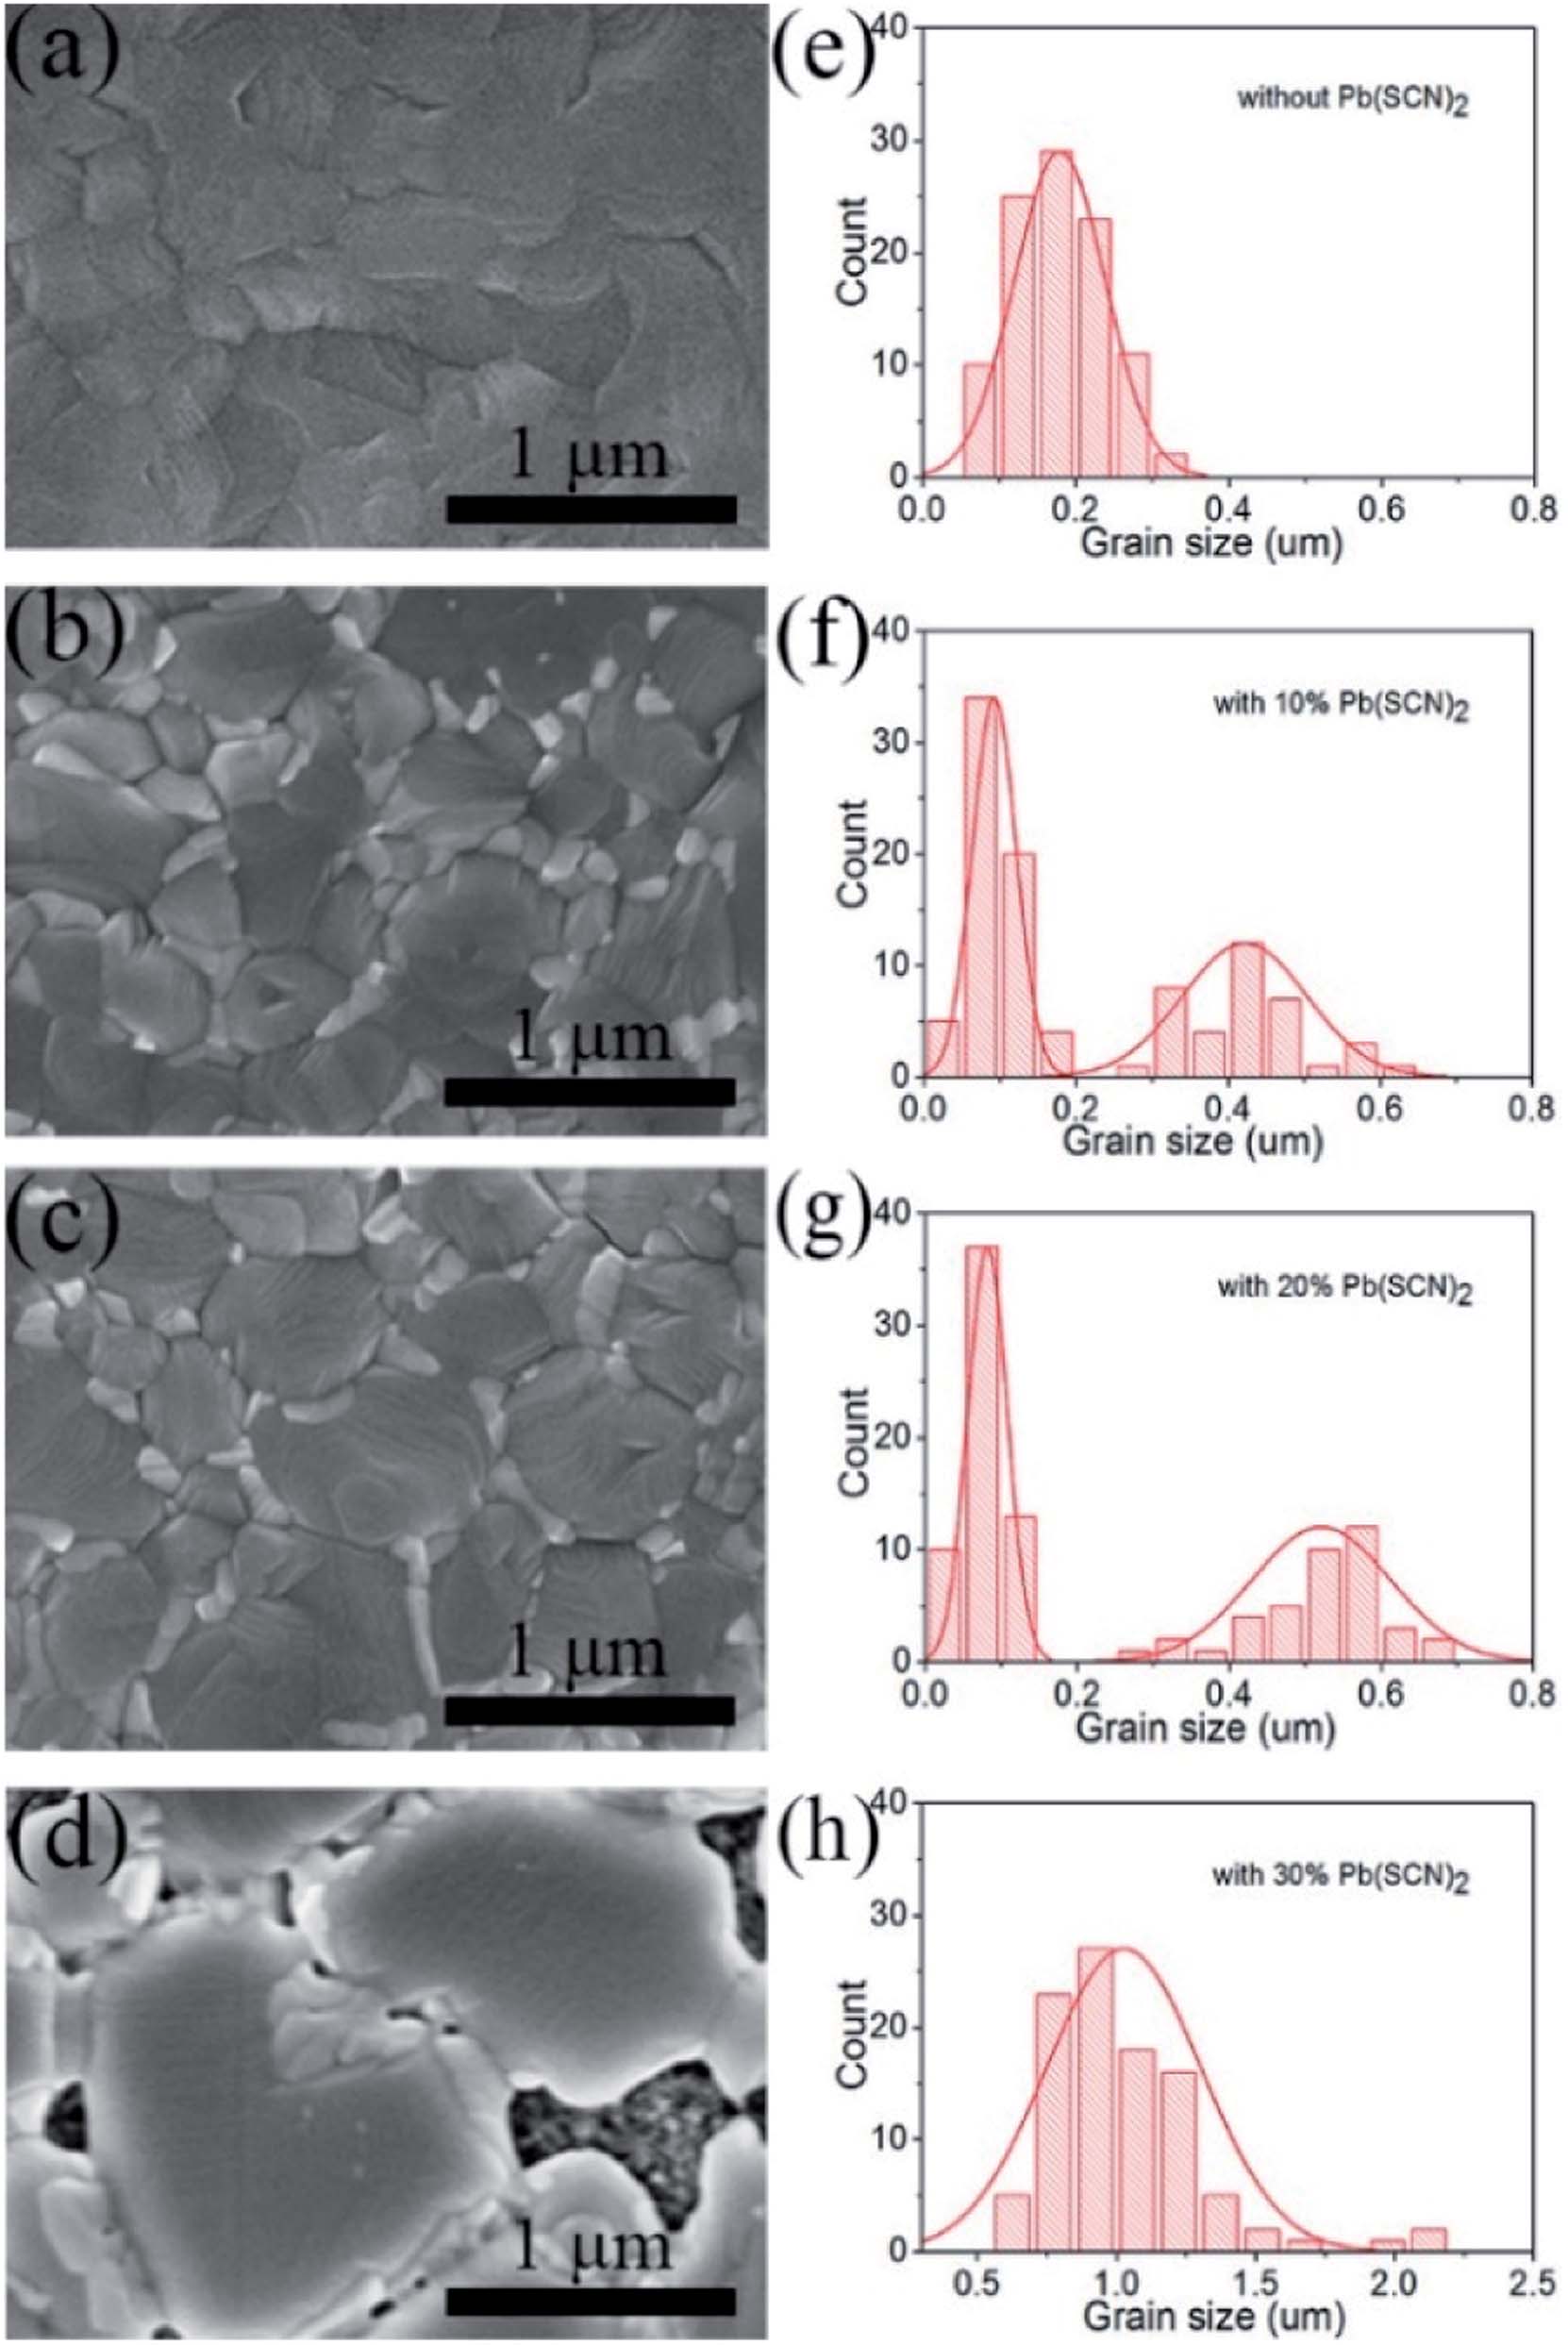 (a)
1 μm
(e)
without Pb(SCN)2
Count
40
30
20
10
0
0.0 0.2 0.4 0.6 0.8
Grain size (um)
(b)
1 μm
(f)
with 10% Pb(SCN)2
Count
40
30
20
10
0
0.0 0.2 0.4 0.6 0.8
Grain size (um)
(c)
1 μm
(g)
with 20% Pb(SCN)2
Count
40
30
20
10
0
0.0 0.2 0.4 0.6 0.8
Grain size (um)
(d)
1 μm
(h)
with 30% Pb(SCN)2
Count
40
30
20
10
0
0.5 1.0 1.5 2.0 2.5
Grain size (um)